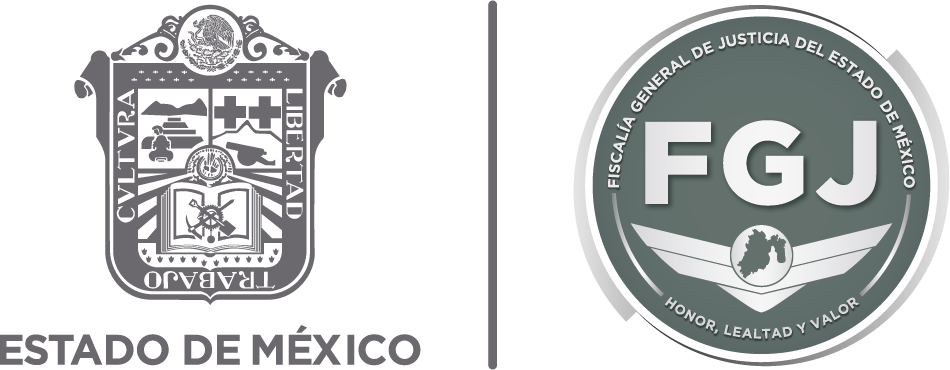 CVLTVRA
LIBERTAD
TRABAJO
ESTADO DE MÉXICO
FISCALÍA GENERAL DE JUSTICIA DEL ESTADO DE MÉXICO
FGJ
HONOR, LEALTAD Y VALOR